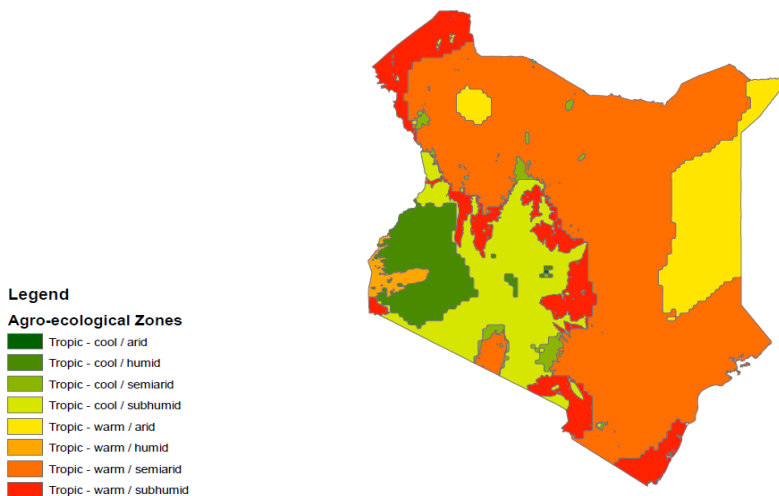 Legend
Agro-ecological Zones
Tropic - cool / arid
Tropic - cool / humid
Tropic - cool / semiarid
Tropic - cool / subhumid
Tropic - warm / arid
Tropic - warm / humid
Tropic - warm / semiarid
Tropic - warm / subhumid